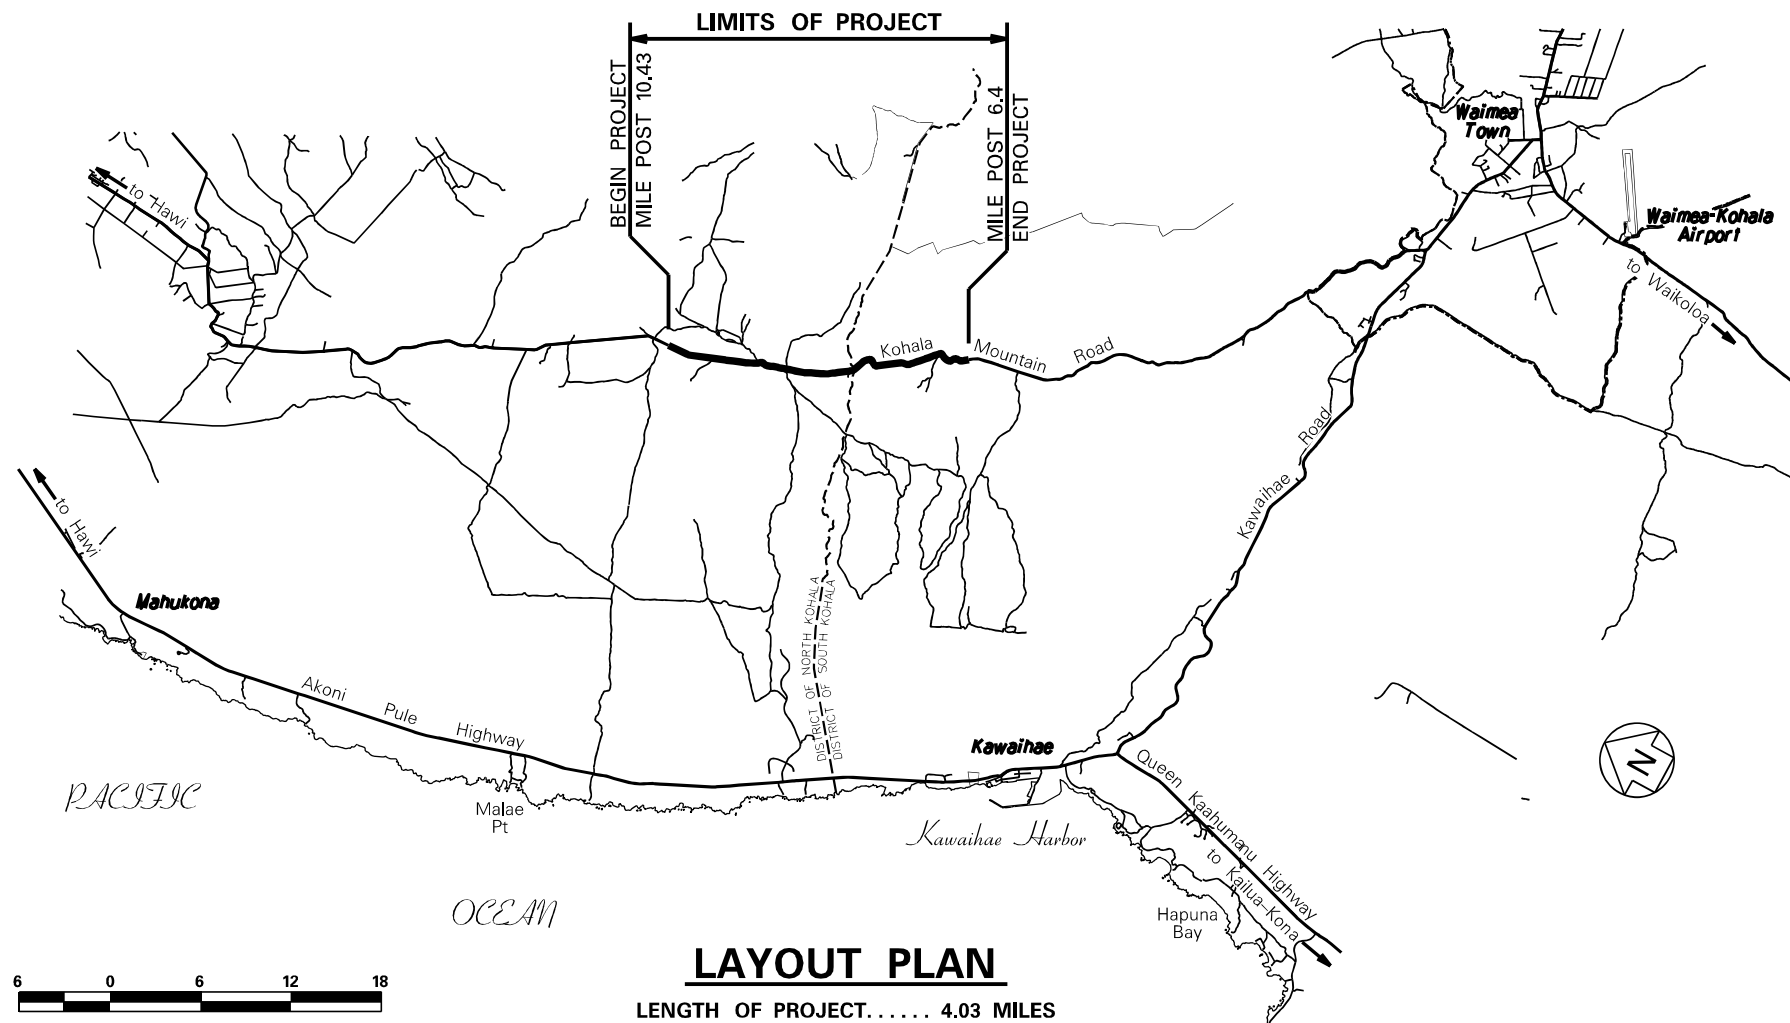 LIMITS OF PROJECT
BEGIN PROJECT
MILE POST 10.43
MILE POST 6.4
END PROJECT
Waimea
Town
Waimea-Kohala
Airport
to Hawi
to Waikoloa
Kohala Mountain Road
Kawaihae Road
to Hawi
Mahukona
DISTRICT OF NORTH KOHALA
DISTRICT OF SOUTH KOHALA
Akoni Pule Highway
Kawaihae
Queen Kaahumanu Highway
to Kailua-Kona
N
PACIFIC
Malae
Pt
Kawaihae Harbor
OCEAN
Hapuna
Bay
LAYOUT PLAN
6 0 6 12 18
LENGTH OF PROJECT...... 4.03 MILES